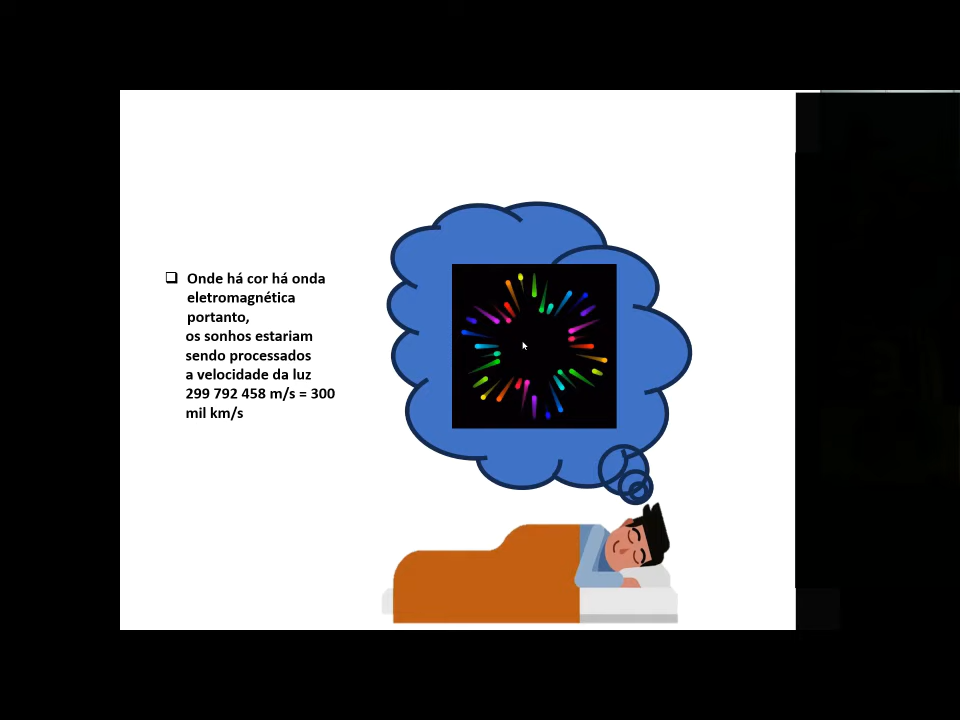 Onde há cor há onda
eletromagnética
portanto,
os sonhos estariam
sendo processados
a velocidade da luz
299 792 458 m/s = 300
mil km/s